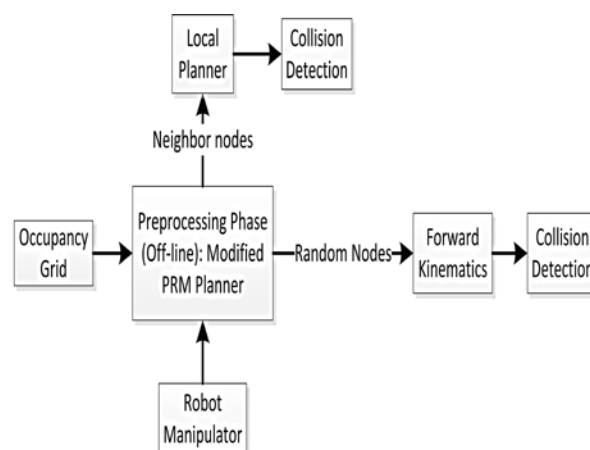 Local
Planner
Collision
Detection
Neighbor nodes
Occupancy
Grid
Preprocessing Phase
(Off-line): Modified
PRM Planner
Random Nodes
Forward
Kinematics
Collision
Detection
Robot
Manipulator